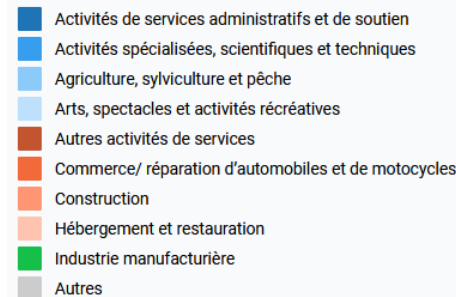 Activités de services administratifs et de soutien
Activités spécialisées, scientifiques et techniques
Agriculture, sylviculture et pêche
Arts, spectacles et activités récréatives
Autres activités de services
Commerce/ réparation d'automobiles et de motocycles
Construction
Hébergement et restauration
Industrie manufacturière
Autres